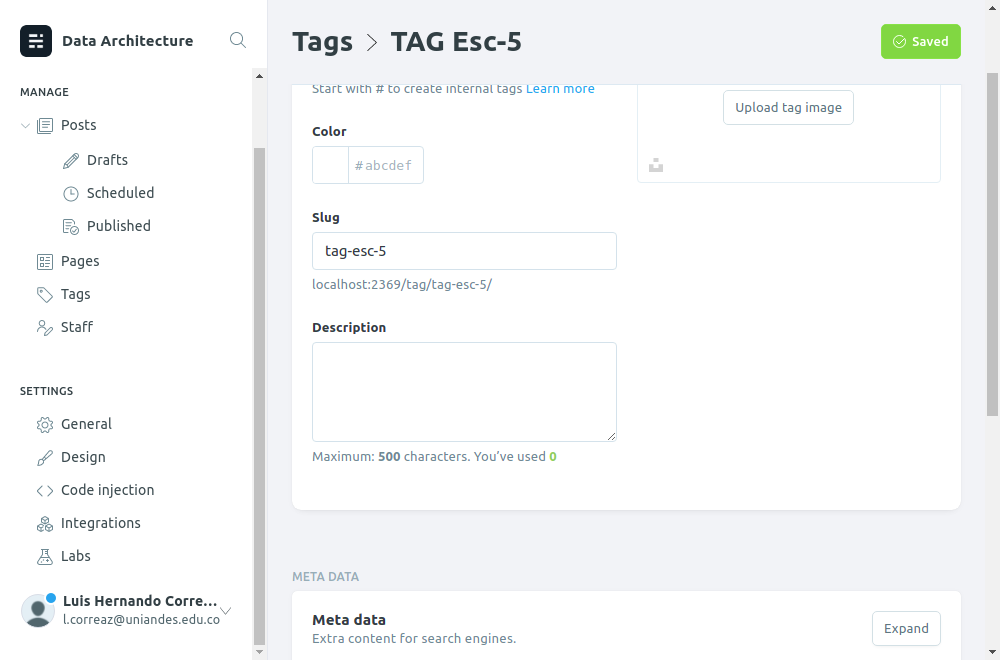 Data Architecture
MANAGE
Posts
Drafts
Scheduled
Published
Pages
Tags
Staff
SETTINGS
General
Design
Code injection
Integrations
Labs
Luis Hernando Corre...
l.correaz@uniandes.edu.co
Tags > TAG Esc-5
Saved
Start with # to create internal tags Learn more
Upload tag image
Color
#abcdef
Slug
tag-esc-5
localhost:2369/tag/tag-esc-5/
Description
Maximum: 500 characters. You've used 0
META DATA
Meta data
Extra content for search engines.
Expand